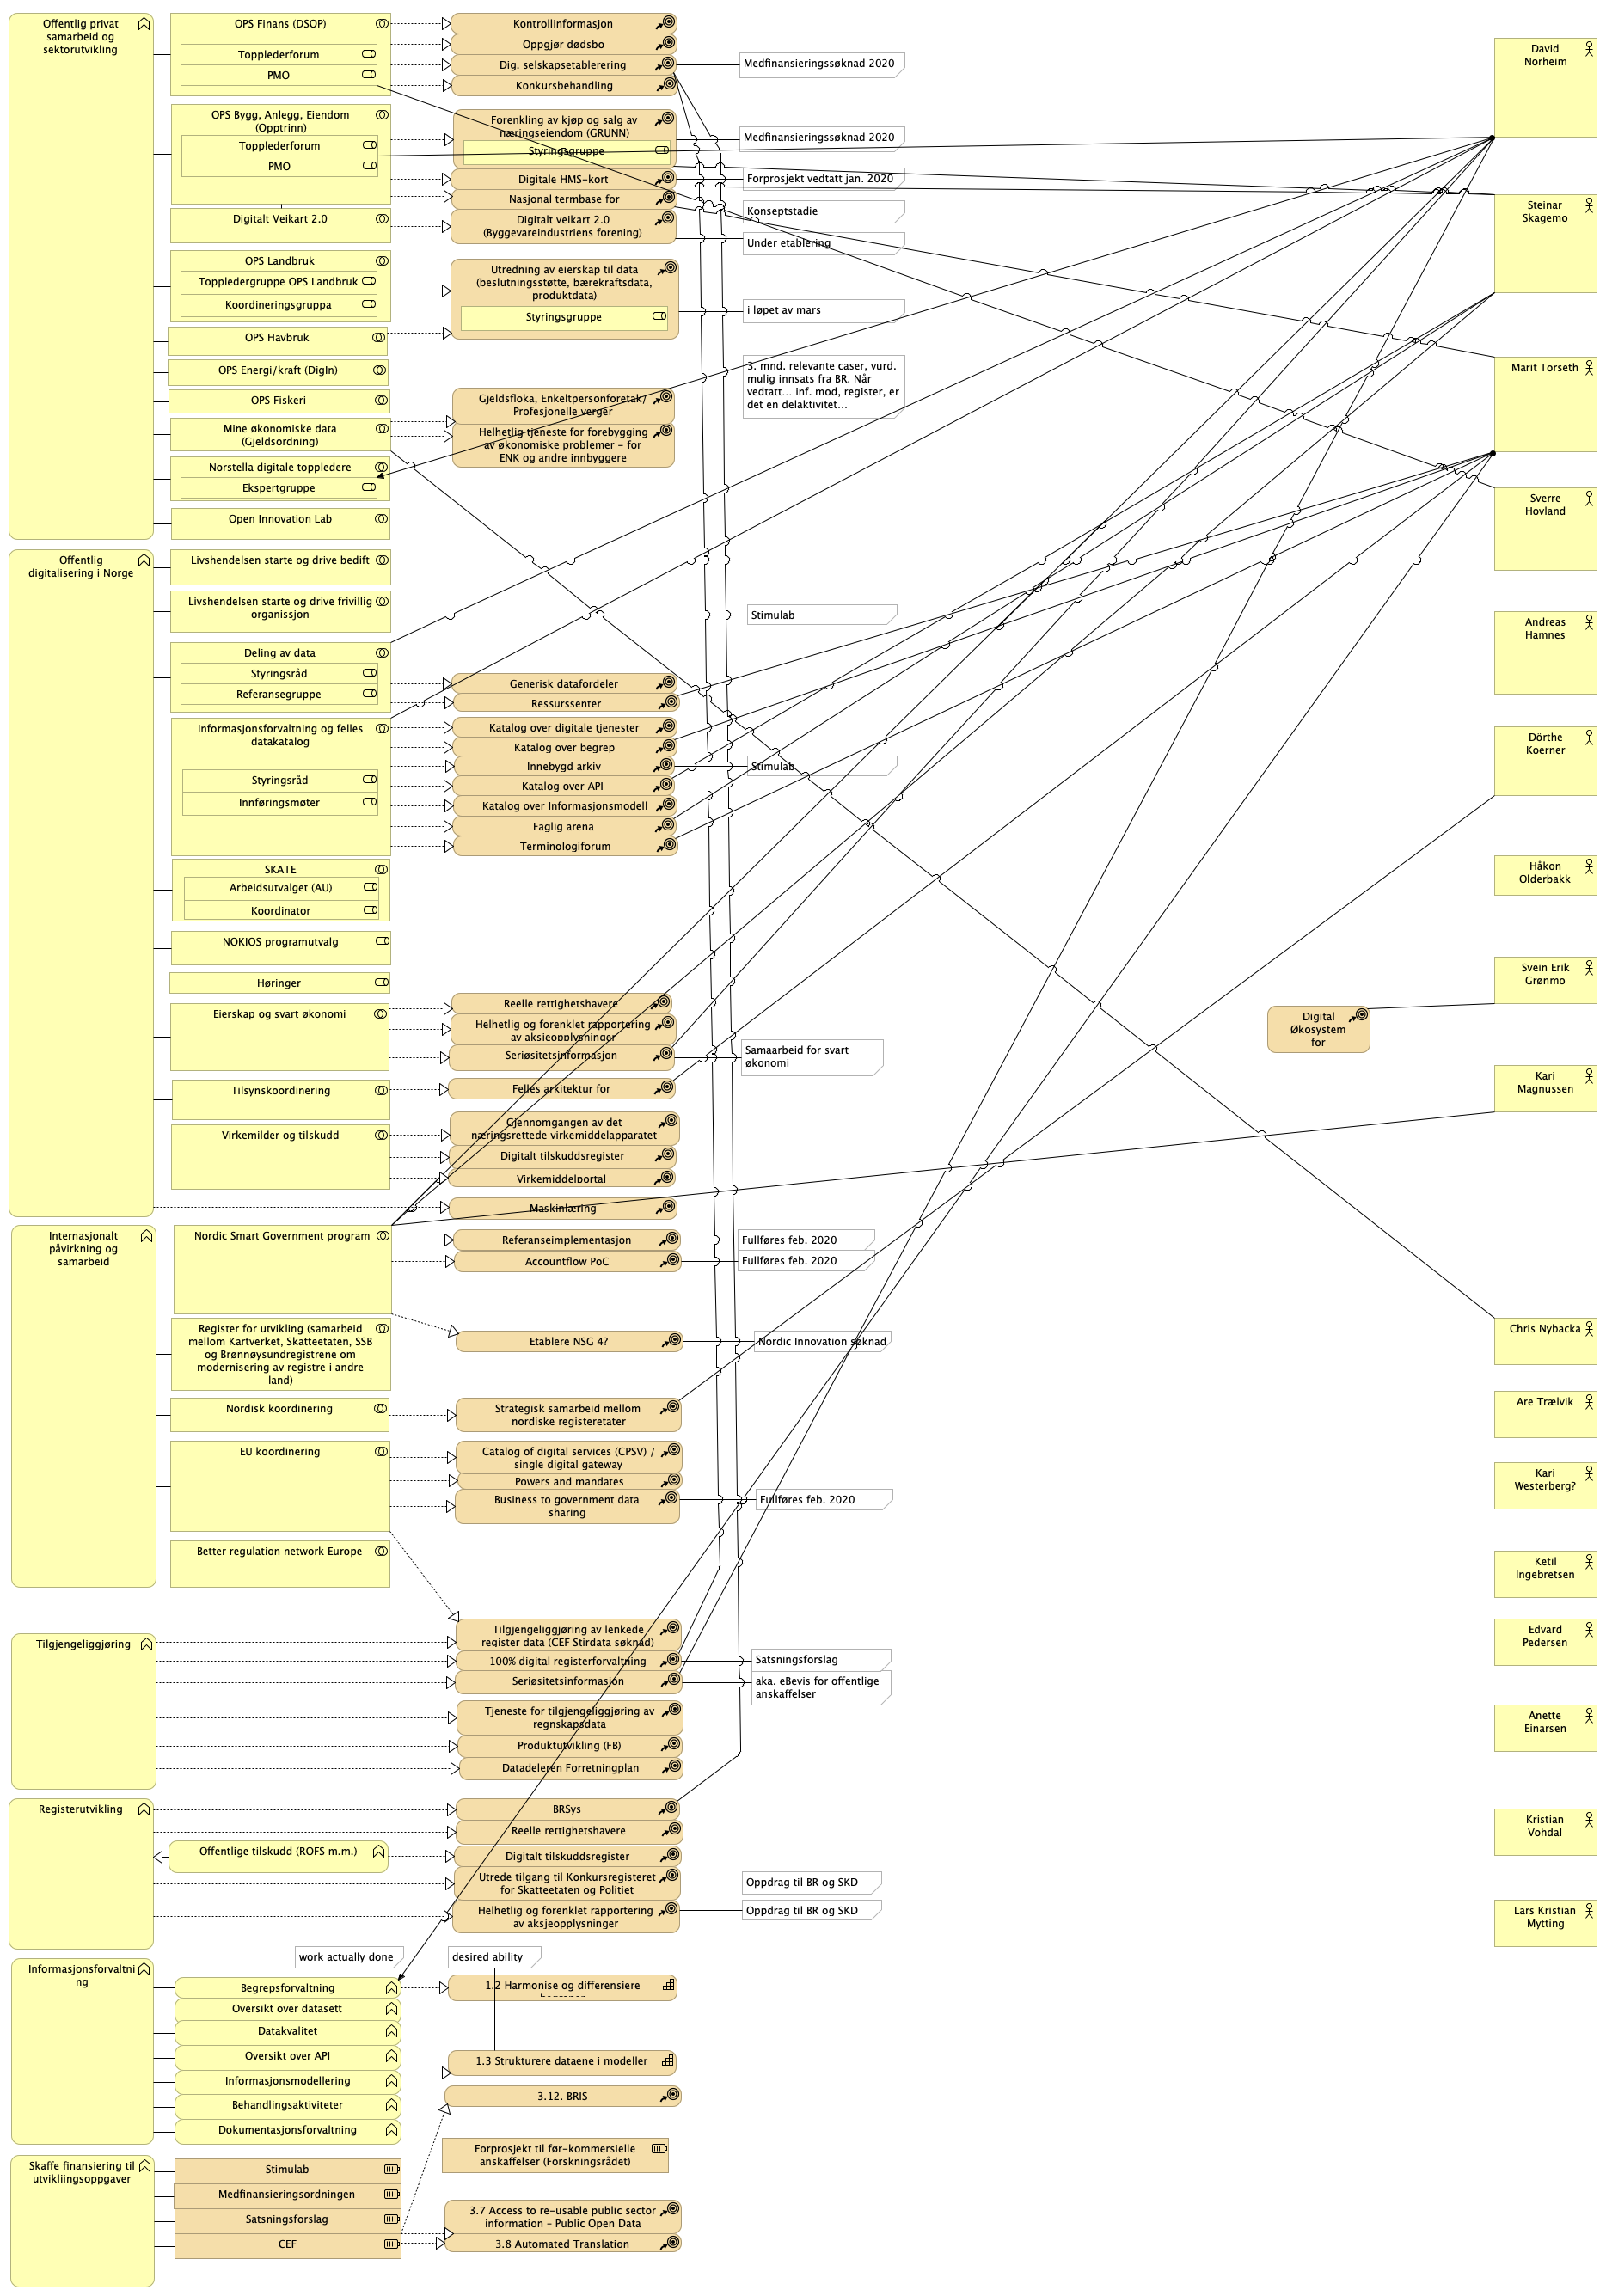 Offentlig privat
samarbeid og
sektorutvikling
OPS Finans (DSOP)
Topplederforum
PMO
Kontrollinformasjon
Oppgjør dødsbo
Dig. selskapsetablerering
Konkursbehandling
Medfinansieringssøknad 2020
OPS Bygg, Anlegg, Eiendom
(Opptrinn)
Topplederforum
PMO
Forenkling av kjøp og salg av
næringseiendom (GRUNN)
Styringsgruppe
Medfinansieringssøknad 2020
Digitale HMS-kort
Forprosjekt vedtatt jan. 2020
Nasjonal termbase for
Konseptstadie
Digitalt Veikart 2.0
Digitalt veikart 2.0
(Byggevareindustriens forening)
Under etablering
OPS Landbruk
Toppledergruppe OPS Landbruk
Koordineringsgruppa
Utredning av eierskap til data
(beslutningsstøtte, bærekraftsdata,
produktdata)
Styringsgruppe
i løpet av mars
OPS Havbruk
OPS Energi/kraft (DigIn)
OPS Fiskeri
3. mnd. relevante caser, vurd.
mulig innsats fra BR. Når
vedtatt... inf. mod, register, er
det en delaktivitet...
Mine økonomiske data
(Gjeldsordning)
Gjeldsfloka, Enkeltpersonforetak/
Profesjonelle verger
Helhetlig tjeneste for forebygging
av økonomiske problemer - for
ENK og andre innbyggere
Norstella digitale toppledere
Ekspertgruppe
Open Innovation Lab
Offentlig
digitalisering i Norge
Livshendelsen starte og drive bedift
Livshendelsen starte og drive frivillig
organissjon
Stimulab
Deling av data
Styringsråd
Referansegruppe
Generisk datafordeler
Ressurssenter
Informasjonsforvaltning og felles
datakatalog
Styringsråd
Innføringsmøter
Katalog over digitale tjenester
Katalog over begrep
Innebygd arkiv
Stimulab
Katalog over API
Katalog over Informasjonsmodell
Faglig arena
Terminologiforum
SKATE
Arbeidsutvalget (AU)
Koordinator
NOKIOS programutvalg
Høringer
Eierskap og svart økonomi
Reelle rettighetshavere
Helhetlig og forenklet rapportering
av aksjeopplysninger
Seriøsitetsinformasjon
Samaarbeid for svart
økonomi
Tilsynskoordinering
Felles arkitektur for
Virkemilder og tilskudd
Gjennomgangen av det
næringsrettede virkemiddelapparatet
Digitalt tilskuddsregister
Virkemiddelportal
Maskinlæring
Internasjonalt
påvirkning og
samarbeid
Nordic Smart Government program
Referanseimplementasjon
Fullføres feb. 2020
Accountflow PoC
Fullføres feb. 2020
Etablere NSG 4?
Nordic Innovation søknad
Register for utvikling (samarbeid
mellom Kartverket, Skatteetaten, SSB
og Brønnøysundregistrene om
modernisering av registre i andre
land)
Nordisk koordinering
Strategisk samarbeid mellom
nordiske registeretater
EU koordinering
Catalog of digital services (CPSV) /
single digital gateway
Powers and mandates
Business to government data
sharing
Fullføres feb. 2020
Better regulation network Europe
Tilgjengeliggjøring
Tilgjengeliggjøring av lenkede
register data (CEF Stirdata søknad)
100% digital registerforvaltning
Satsningsforslag
Seriøsitetsinformasjon
aka. eBevis for offentlige
anskaffelser
Tjeneste for tilgjengeliggjøring av
regnskapsdata
Produktutvikling (FB)
Datadeleren Forretningplan
Registerutvikling
BRSys
Reelle rettighetshavere
Offentlige tilskudd (ROFS m.m.)
Digitalt tilskuddsregister
Utrede tilgang til Konkursregisteret
for Skatteetaten og Politiet
Oppdrag til BR og SKD
Helhetlig og forenklet rapportering
av aksjeopplysninger
Oppdrag til BR og SKD
work actually done
desired ability
Informasjonsforvaltni
ng
Begrepsforvaltning
Oversikt over datasett
Datakvalitet
Oversikt over API
Informasjonsmodellering
Behandlingsaktiviteter
Dokumentasjonsforvaltning
1.2 Harmonise og differensiere
1.3 Strukturere dataene i modeller
3.12. BRIS
Forprosjekt til før-kommersielle
anskaffelser (Forskningsrådet)
Skaffe finansiering til
utvikliingsoppgaver
Stimulab
Medfinansieringsordningen
Satsningsforslag
CEF
3.7 Access to re-usable public sector
information - Public Open Data
3.8 Automated Translation
David
Norheim
Steinar
Skagemo
Marit Torseth
Sverre
Hovland
Andreas
Hamnes
Dörthe
Koerner
Håkon
Olderbakk
Svein Erik
Grønmo
Digital
Økosystem
for
Kari
Magnussen
Chris Nybacka
Are Trælvik
Kari
Westerberg?
Ketil
Ingebretsen
Edvard
Pedersen
Anette
Einarsen
Kristian
Vohdal
Lars Kristian
Mytting